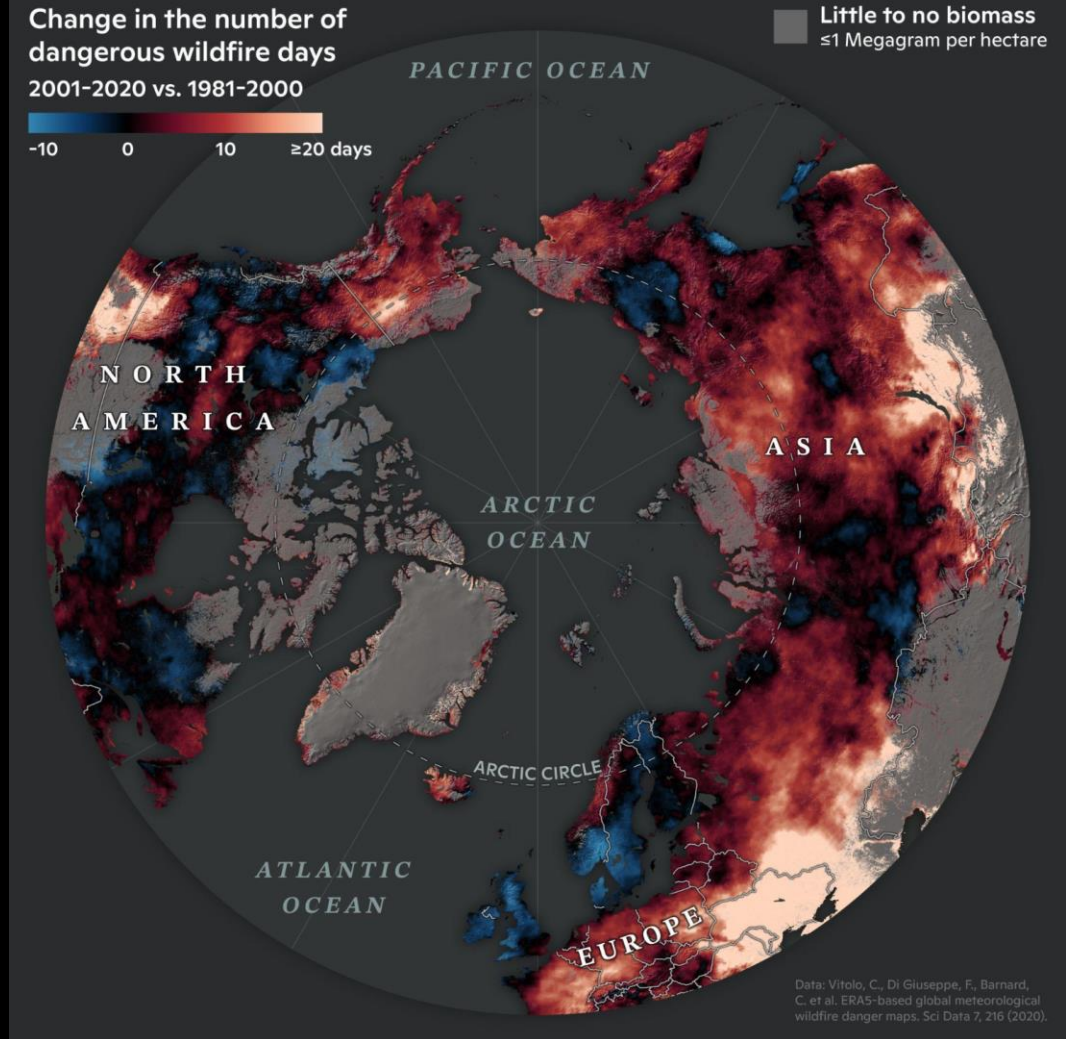 Change in the number of
dangerous wildfire days
2001-2020 vs. 1981-2000
-10 0 10 ≥20 days
Little to no biomass
≤1 Megagram per hectare
PACIFIC OCEAN
NORTH
AMERICA
ASIA
ARCTIC
OCEAN
ARCTIC CIRCLE
ATLANTIC
OCEAN
EUROPE
Data: Vitolo, C., Di Giuseppe, F., Barnard,
C. et al. ERA5-based global meteorological
wildfire danger maps. Sci Data 7, 216 (2020).